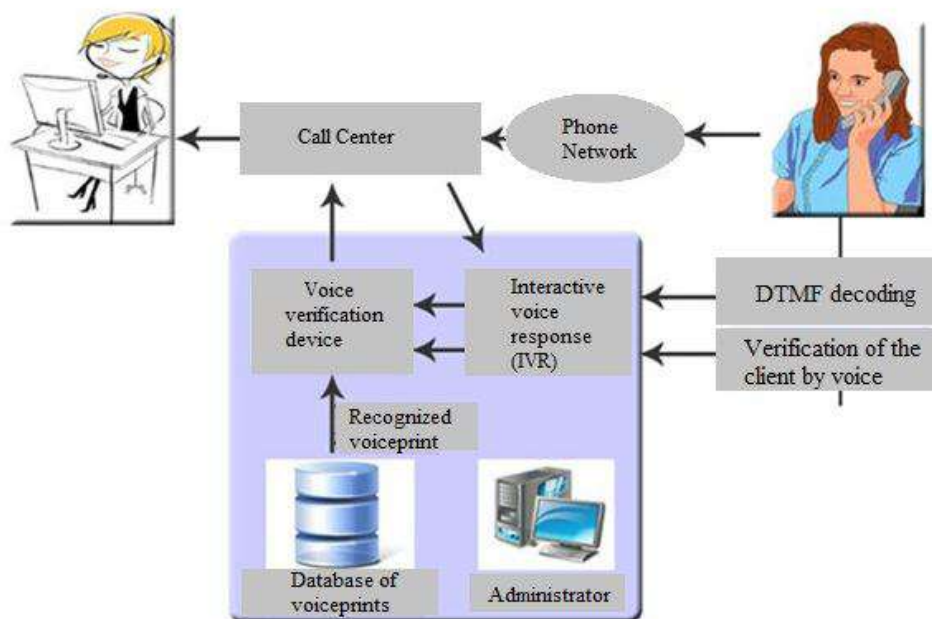 Call Center
Phone
Network
Voice
verification
device
Interactive
voice
response
(IVR)
DTMF decoding
Verification of the
client by voice
Recognized
voiceprint
Database of
voiceprints
Administrator